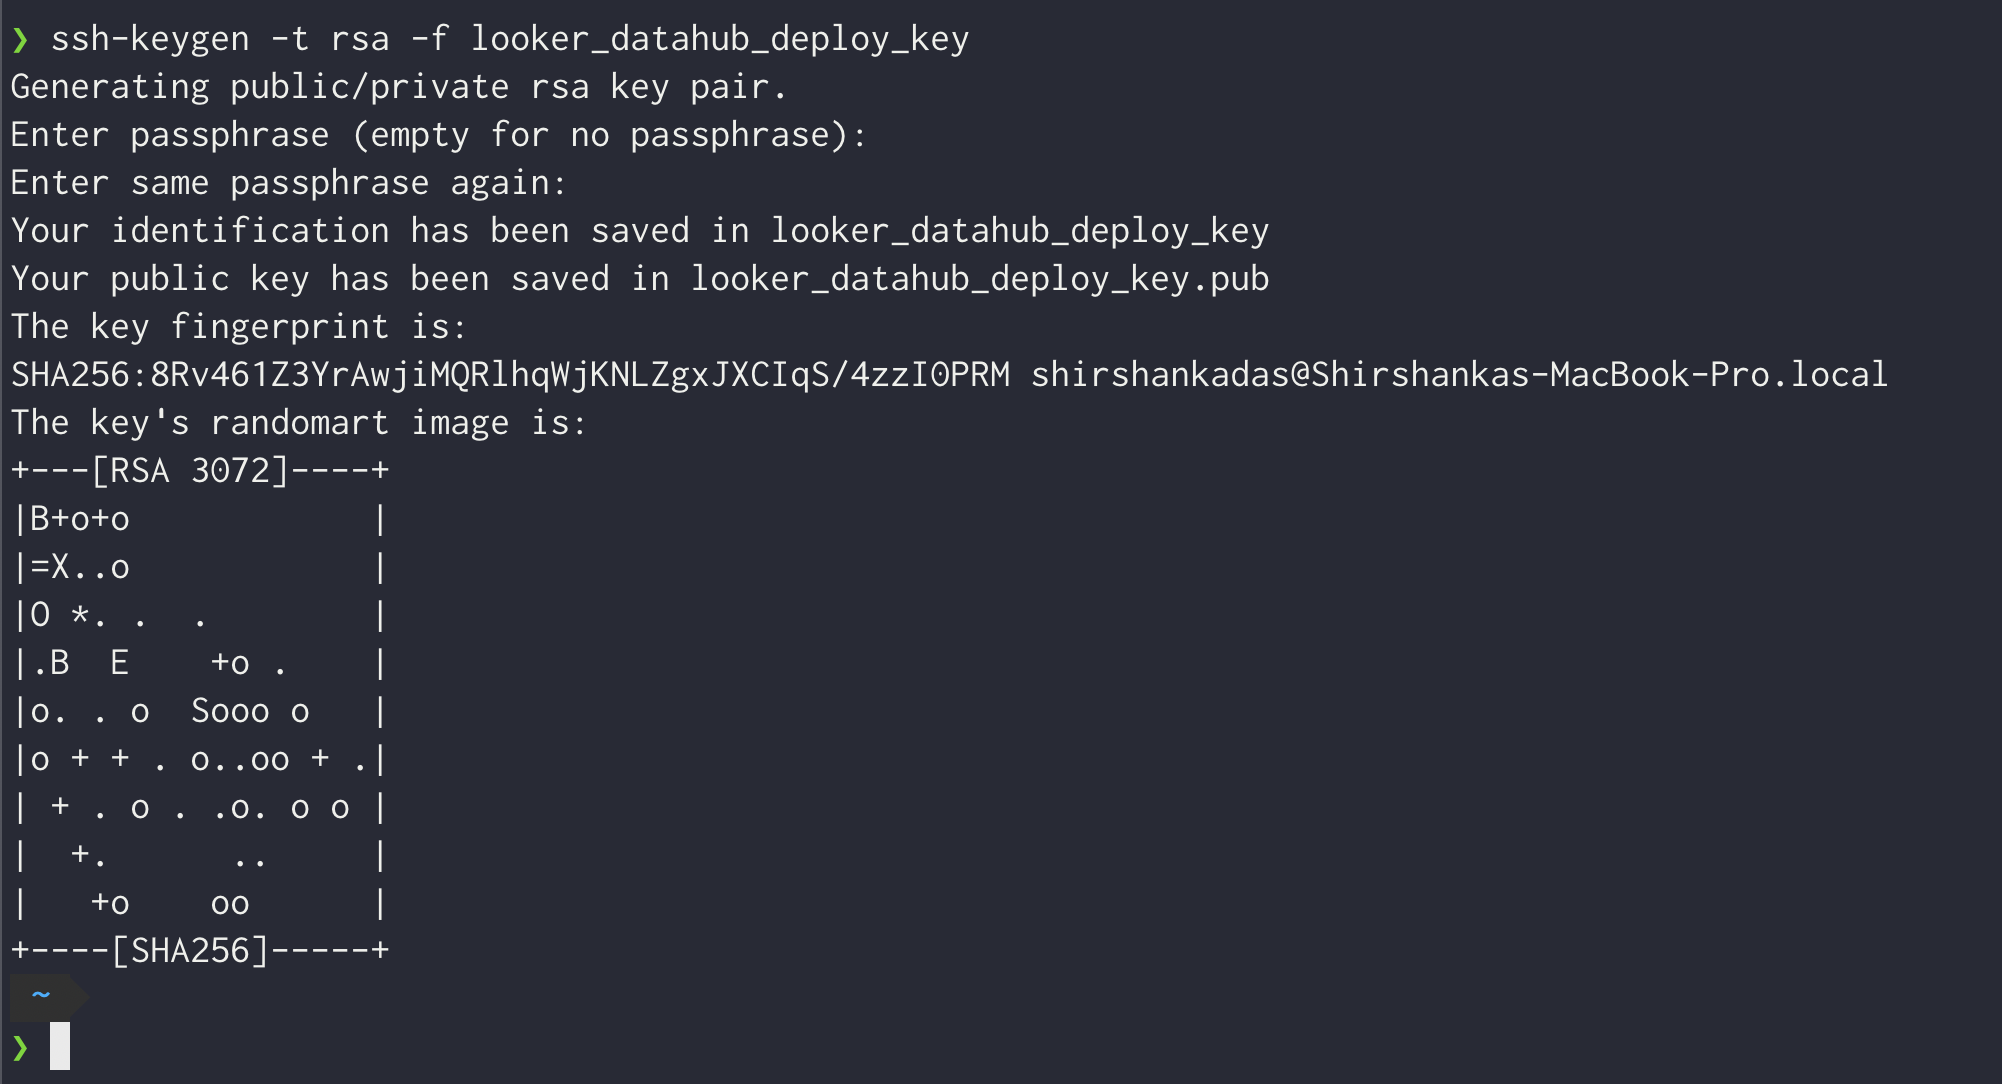 ❯ ssh-keygen -t rsa -f looker_datahub_deploy_key
Generating public/private rsa key pair.
Enter passphrase (empty for no passphrase):
Enter same passphrase again:
Your identification has been saved in looker_datahub_deploy_key
Your public key has been saved in looker_datahub_deploy_key.pub
The key fingerprint is:
SHA256:8Rv461Z3YrAwjiMQRlhqWjKNLZgxJXCIqS/4zzI0PRM shirshankadas@Shirshankas-MacBook-Pro.local
The key's randomart image is:
+---[RSA 3072]----+
|B+o+o            |
|=X..o            |
|O *. .  .        |
|.B  E    +o .    |
|o. . o  Sooo o   |
|o + + . o..oo + .|
| + . o . .o. o o |
|  +.      ..     |
|   +o    oo      |
+----[SHA256]-----+
~
❯